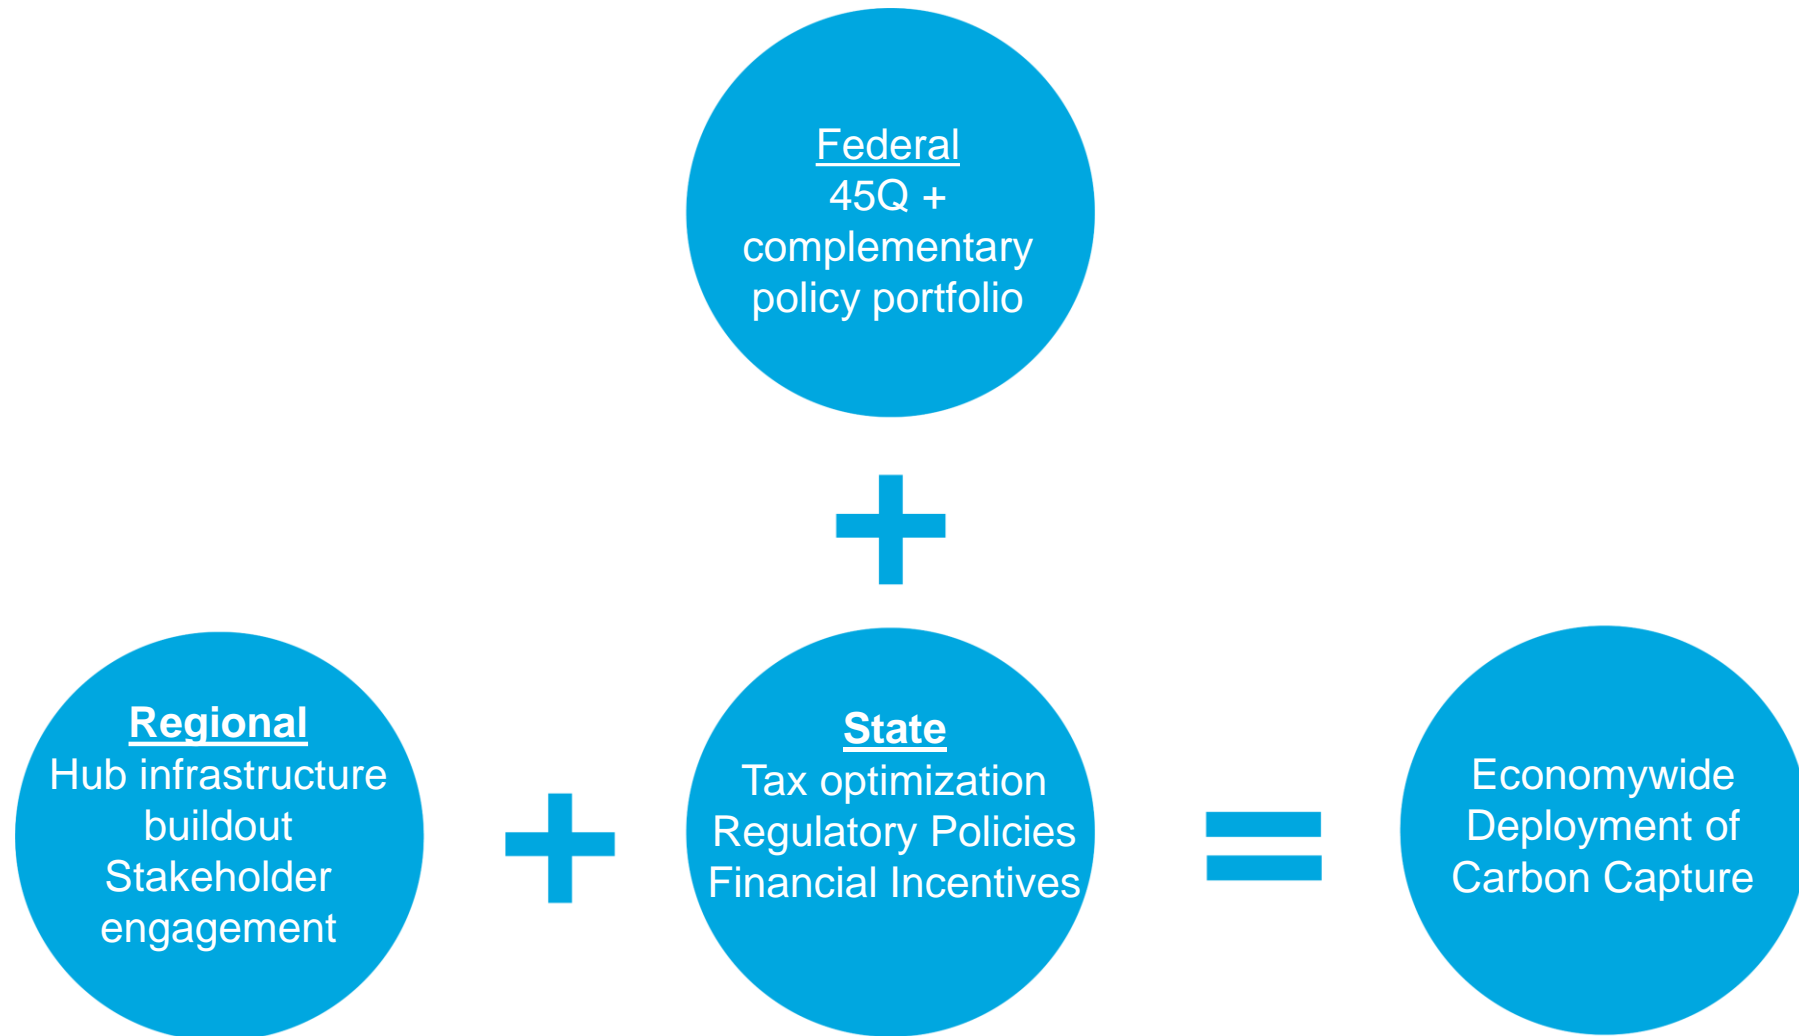 Federal
45Q +
complementary
policy portfolio
+
Regional
Hub infrastructure
buildout
Stakeholder
engagement
+
State
Tax optimization
Regulatory Policies
Financial Incentives
=
Economywide
Deployment of
Carbon Capture